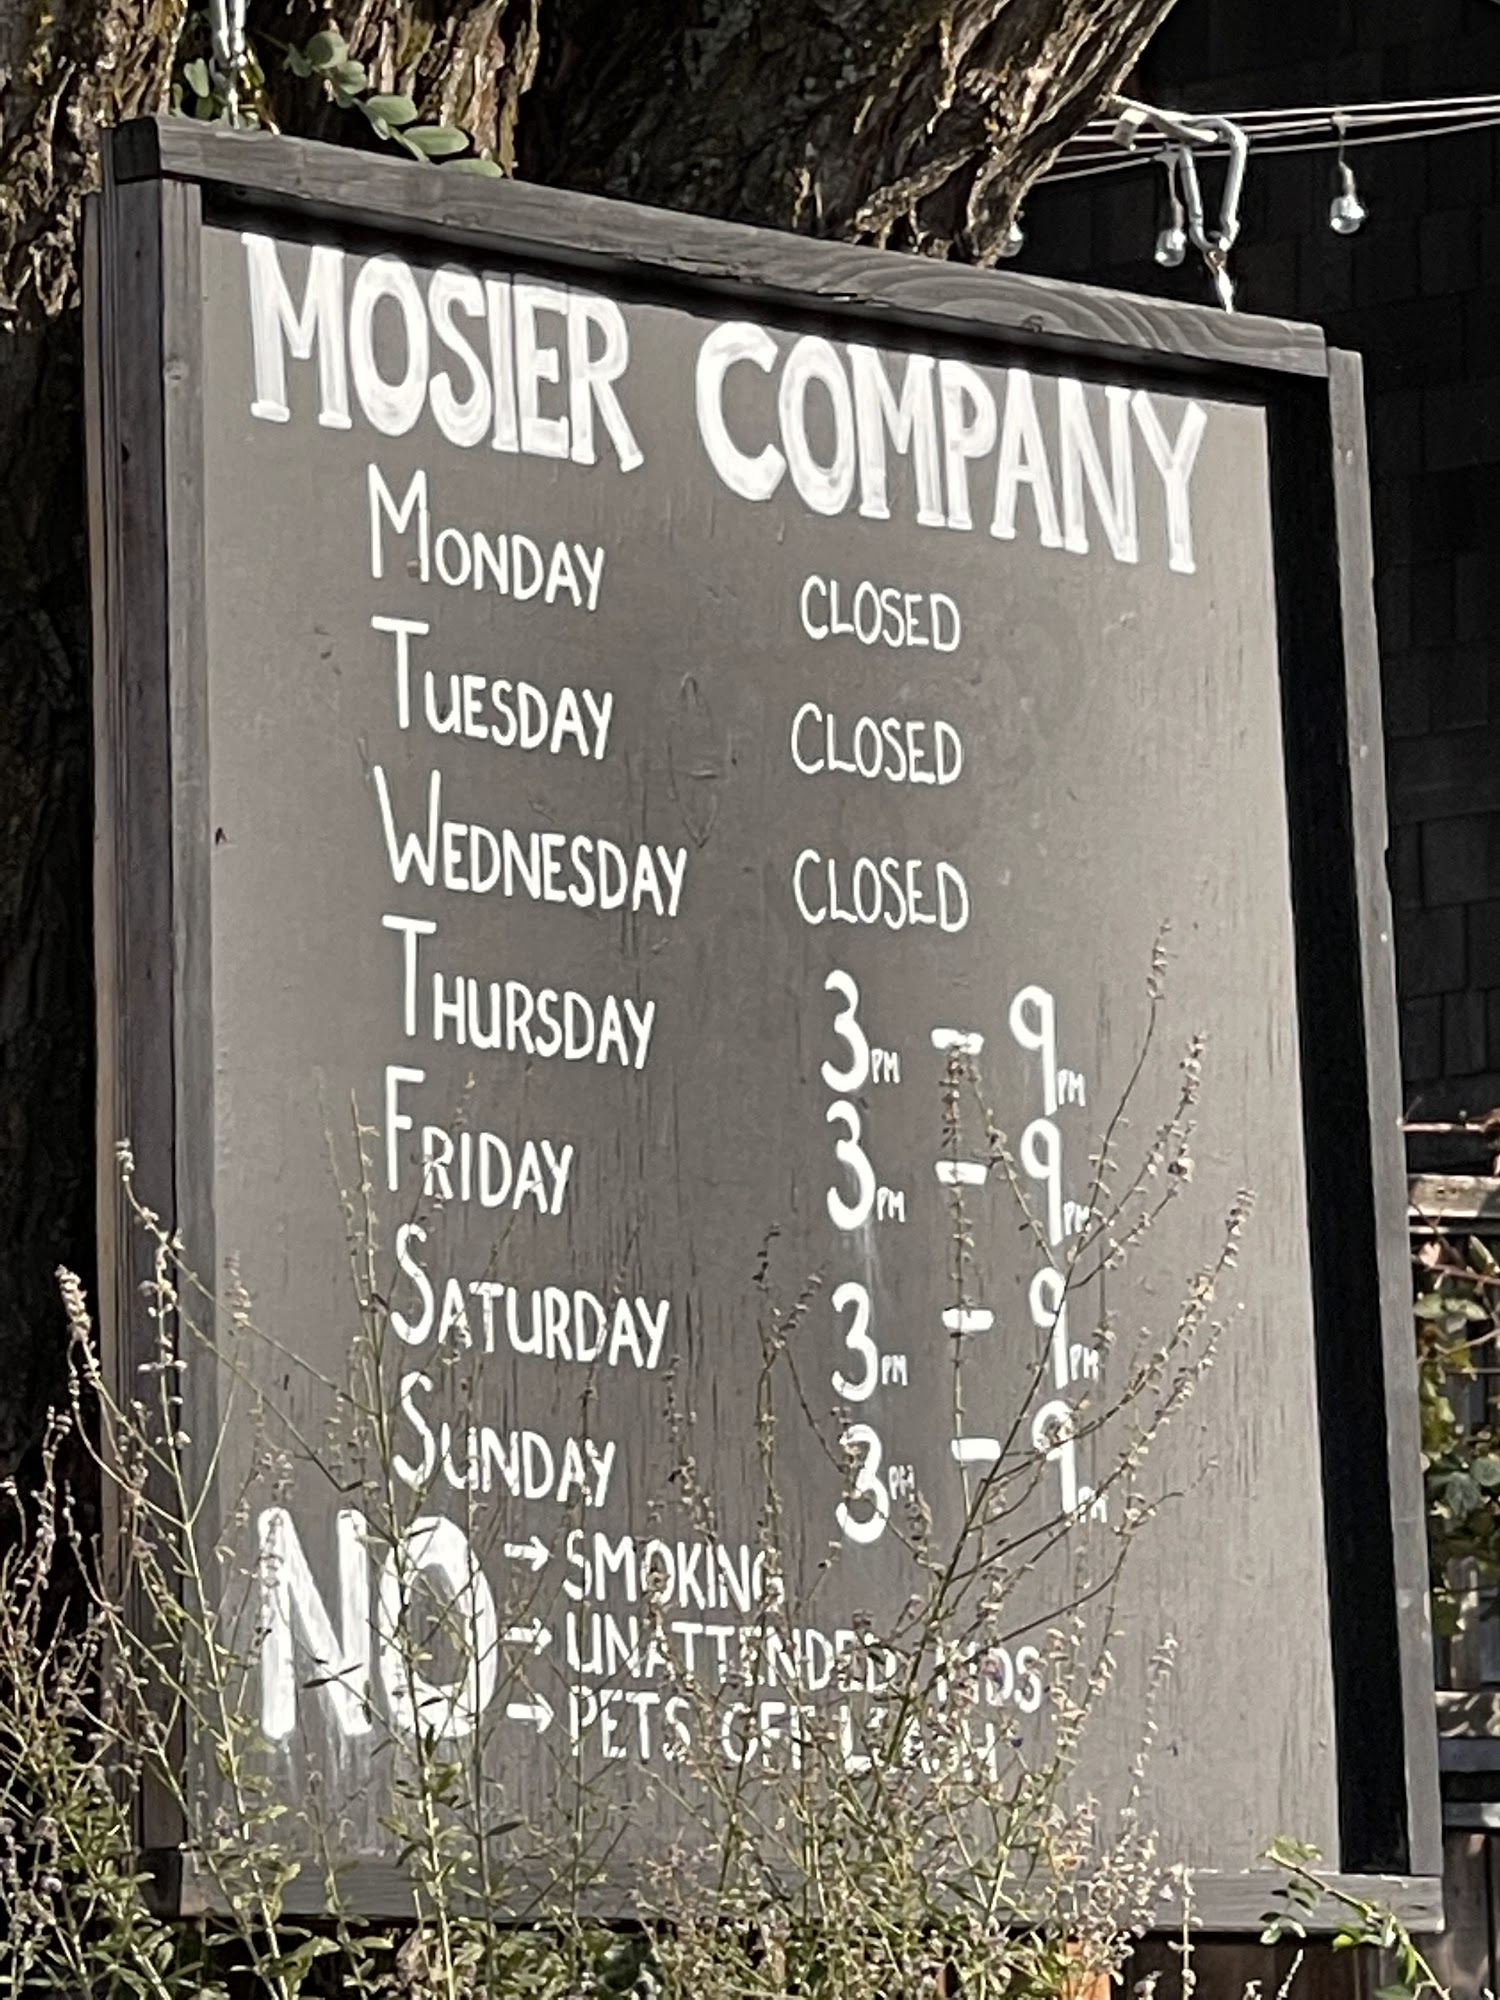 MOSIER COMPANY
MONDAY CLOSED
TUESDAY CLOSED
WEDNESDAY CLOSED
THURSDAY 3PM - 9PM
FRIDAY 3PM - 9PM
SATURDAY 3PM - 9PM
SUNDAY 3PM - 9PM
NO → SMOKING
→ UNATTENDED KIDS
→ PETS OFF LEASH